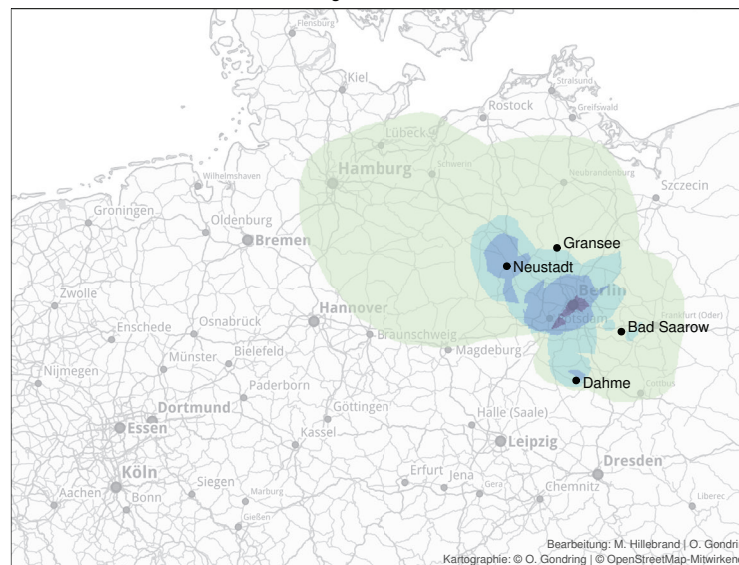 Flensburg
Kiel
Stralsund
Rostock
Greifswald
Lübeck
Wilhelmshaven
Hamburg
Schwerin
Neubrandenburg
Szczecin
Groningen
Oldenburg
Bremen
Gransee
Neustadt
Berlin
Zwolle
Hannover
Potsdam
Frankfurt (Oder)
Enschede
Osnabrück
Braunschweig
Bad Saarow
Magdeburg
Münster
Bielefeld
Nijmegen
Paderborn
Dahme
Cottbus
Dortmund
Göttingen
Halle (Saale)
Essen
Kassel
Leipzig
Dresden
Köln
Siegen
Erfurt
Jena
Gera
Chemnitz
Aachen
Bonn
Marburg
Gießen
Liberec
Bearbeitung: M. Hillebrand | O. Gondri
Kartographie: © O. Gondring | © OpenStreetMap-Mitwirken